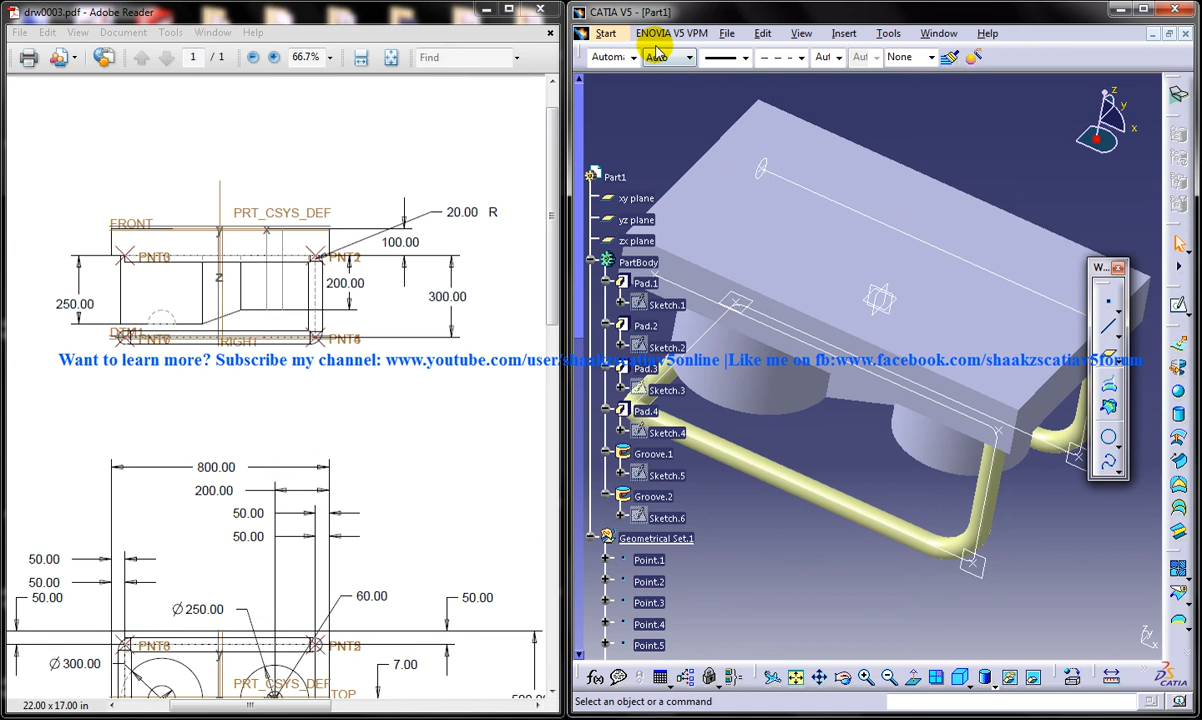 drw0003.pdf - Adobe Reader
File Edit View Document Tools Window
1 / 1 66.7% Find
FRONT
PRT_CSYS_DEF
20.00 R
100.00
200.00
250.00
300.00
DTM1
RIGHT
800.00
200.00
50.00
50.00
50.00
50.00
50.00
60.00
50.00
Ø250.00
PRT_CSYS_DEF
Ø300.00
7.00
TOP
22.00 x 17.00 in
CATIA V5 - [Part1]
Start ENOVIA V5 VPM File Edit View Insert Tools Window Help
Aut None
z
y
x
Part1
xy plane
yz plane
zx plane
PartBody
Pad.1
Sketch.1
Pad.2
Sketch.2
Pad.3
Sketch.3
Pad.4
Sketch.4
Groove.1
Sketch.5
Groove.2
Sketch.6
Geometrical Set.1
Point.1
Point.2
Point.3
Point.4
Point.5
W...
Want to learn more? Subscribe my channel: www.youtube.com/user/shaakzscatiav5online |Like me on fb:www.facebook.com/shaakzscatiav5forum
Select an object or a command
CATIA